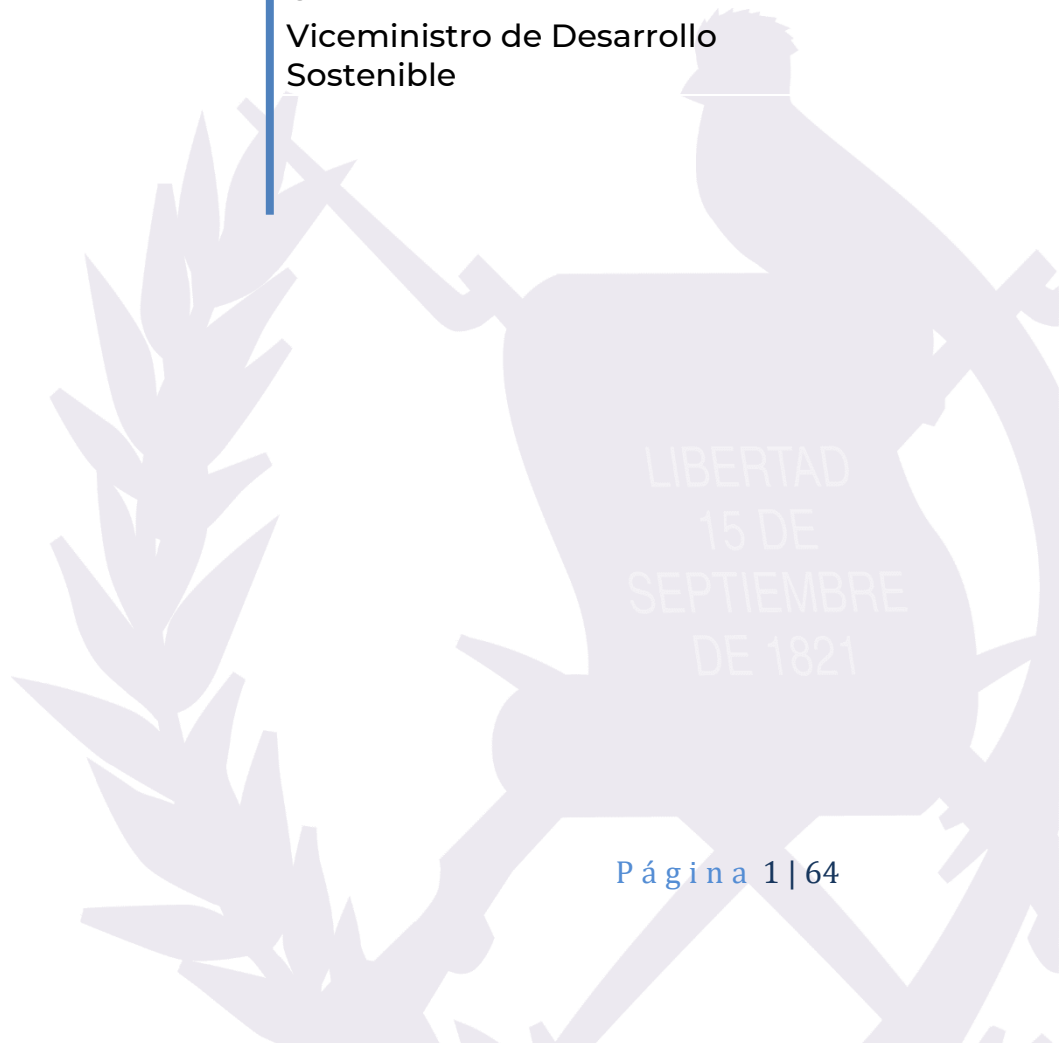 Viceministro de Desarrollo
Sostenible
LIBERTAD
15 DE
SEPTIEMBRE
DE 1821
Página 1 | 64